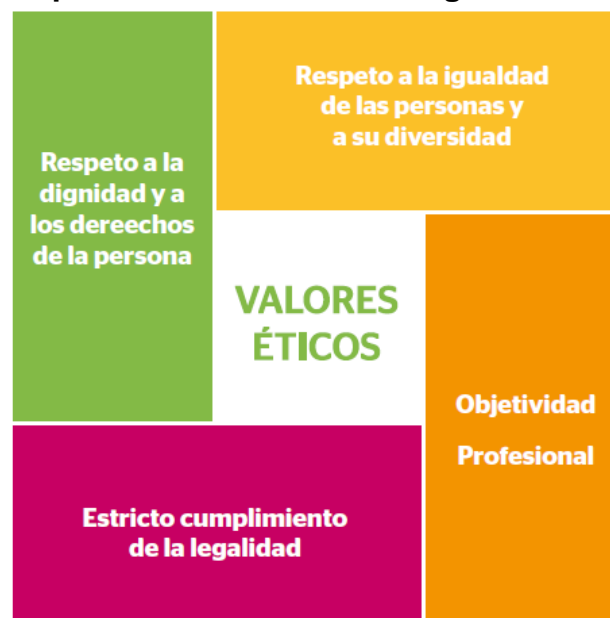 Respeto a la
dignidad y a
los dereechos
de la persona
Respeto a la igualdad
de las personas y
a su diversidad
VALORES
ÉTICOS
Objetividad
Profesional
Estricto cumplimiento
de la legalidad